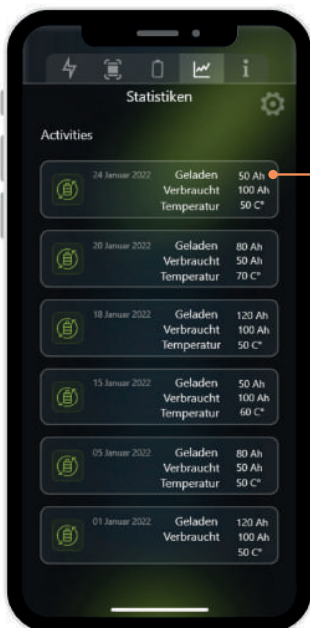 i
Statistiken
Activities
24 Januar 2022 Geladen 50 Ah
Verbraucht 100 Ah
Temperatur 50 C°
20 Januar 2022 Geladen 80 Ah
Verbraucht 50 Ah
Temperatur 70 C°
18 Januar 2022 Geladen 120 Ah
Verbraucht 100 Ah
Temperatur 50 C°
15 Januar 2022 Geladen 50 Ah
Verbraucht 100 Ah
Temperatur 60 C°
05 Januar 2022 Geladen 80 Ah
Verbraucht 50 Ah
Temperatur 50 C°
01 Januar 2022 Geladen 120 Ah
Verbraucht 100 Ah
50 C°